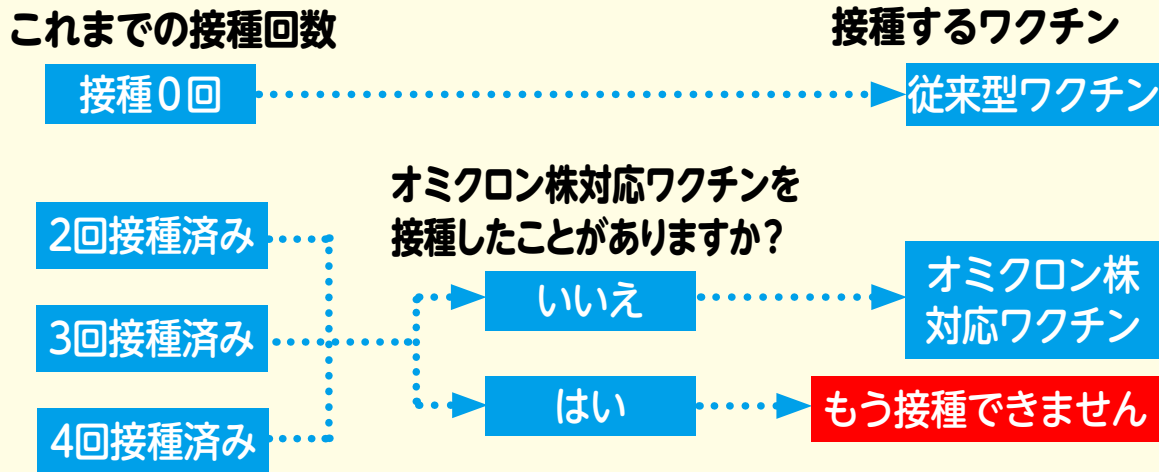 これまでの接種回数
接種するワクチン
接種0回
従来型ワクチン
オミクロン株対応ワクチンを
接種したことがありますか?
2回接種済み
3回接種済み
4回接種済み
いいえ
はい
オミクロン株
対応ワクチン
もう接種できません